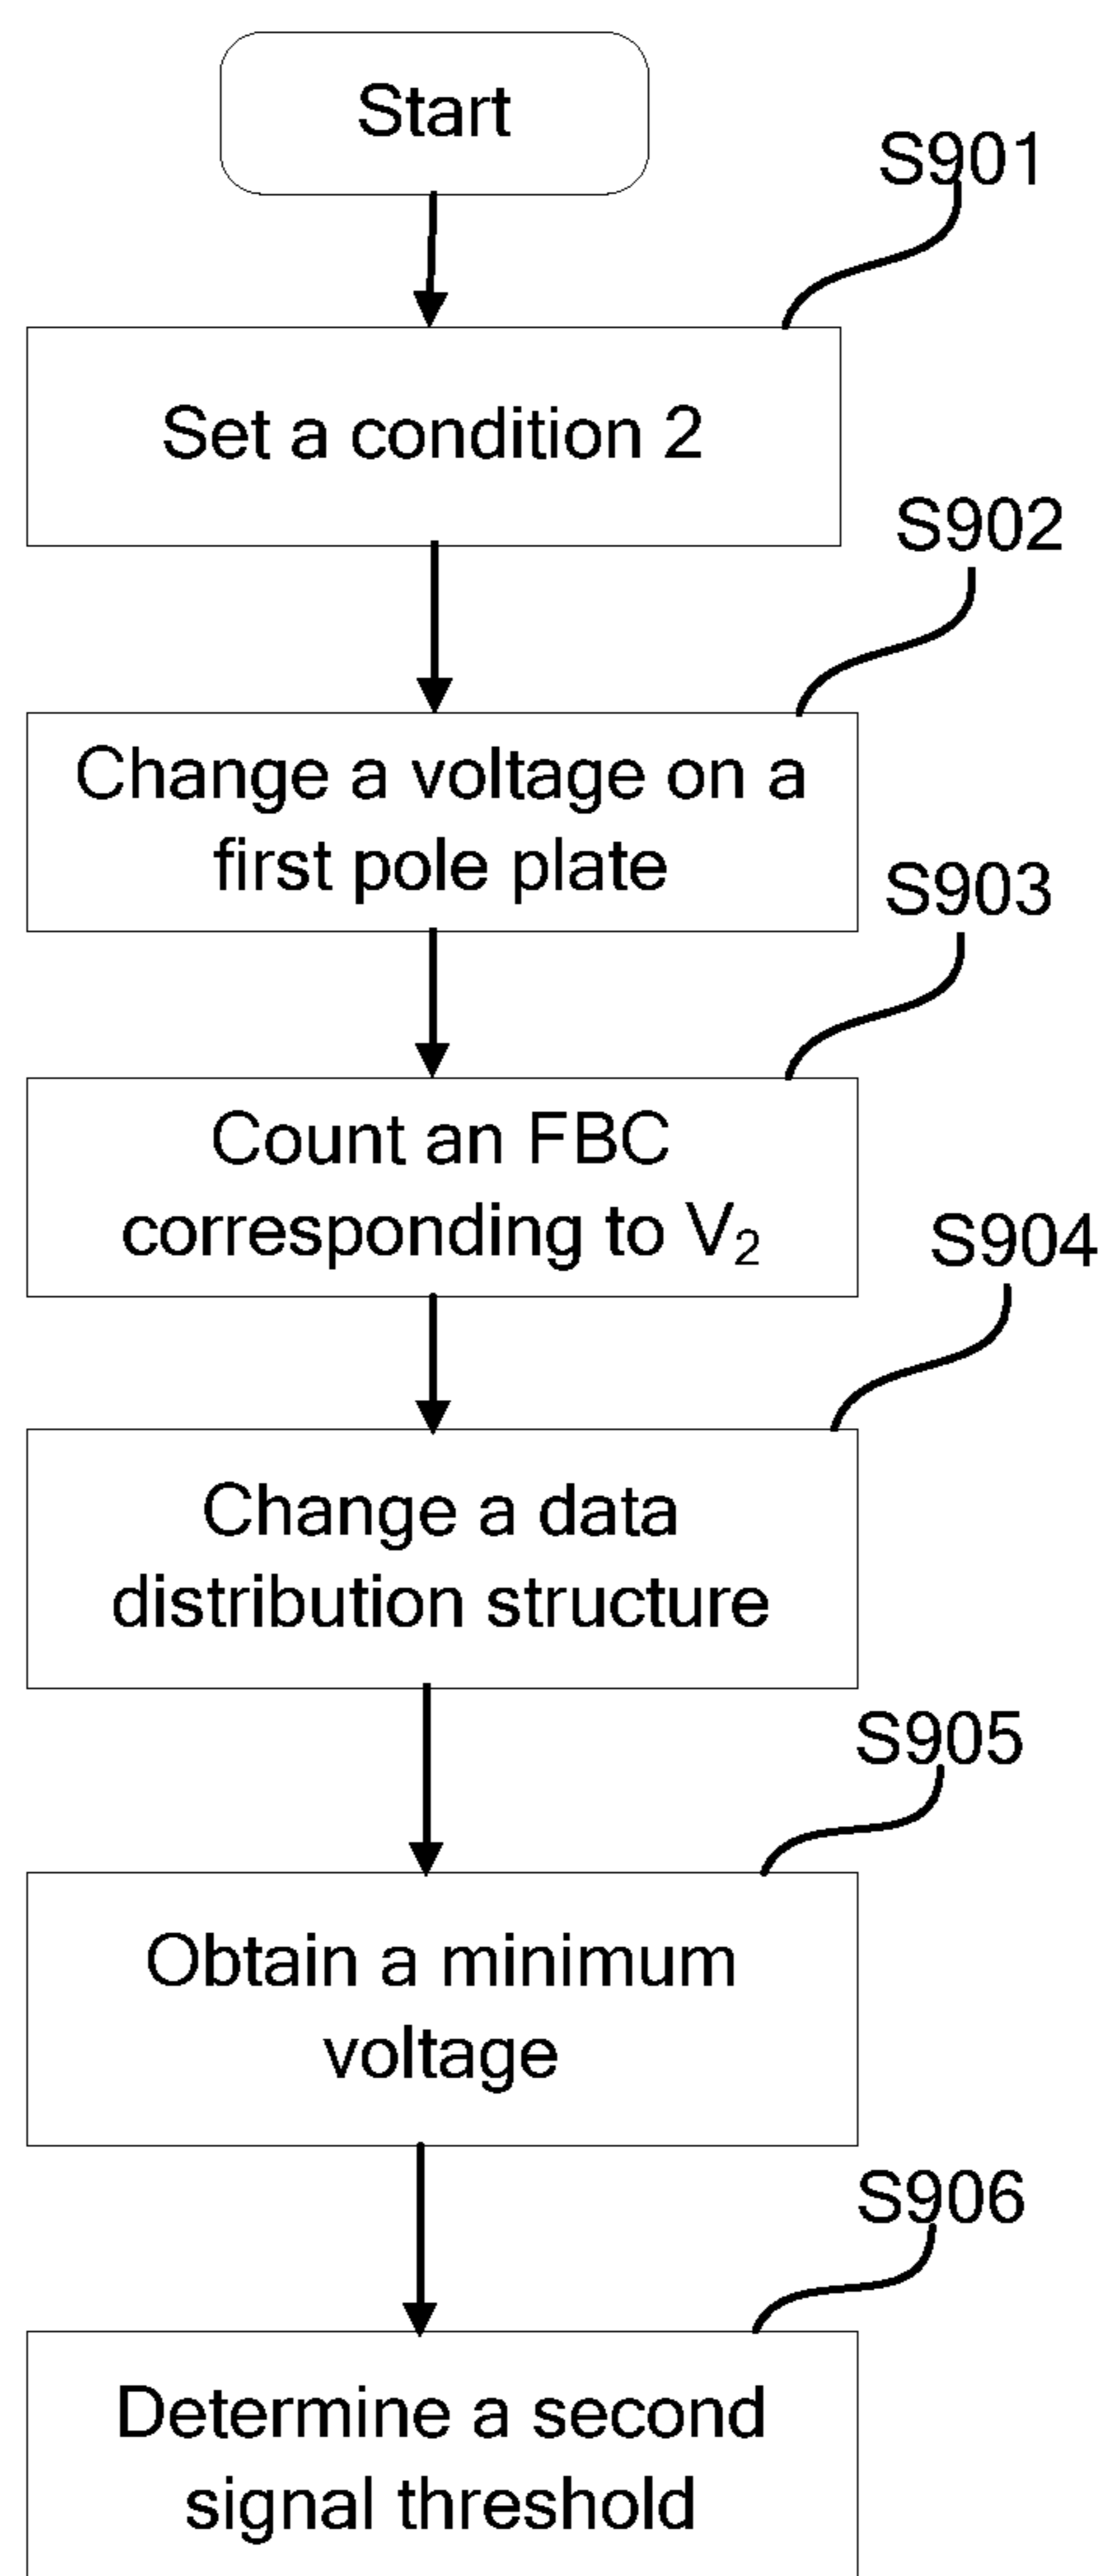 Start
S901
Set a condition 2
S902
Change a voltage on a
first pole plate
S903
Count an FBC
corresponding to V₂
S904
Change a data
distribution structure
S905
Obtain a minimum
voltage
S906
Determine a second
signal threshold